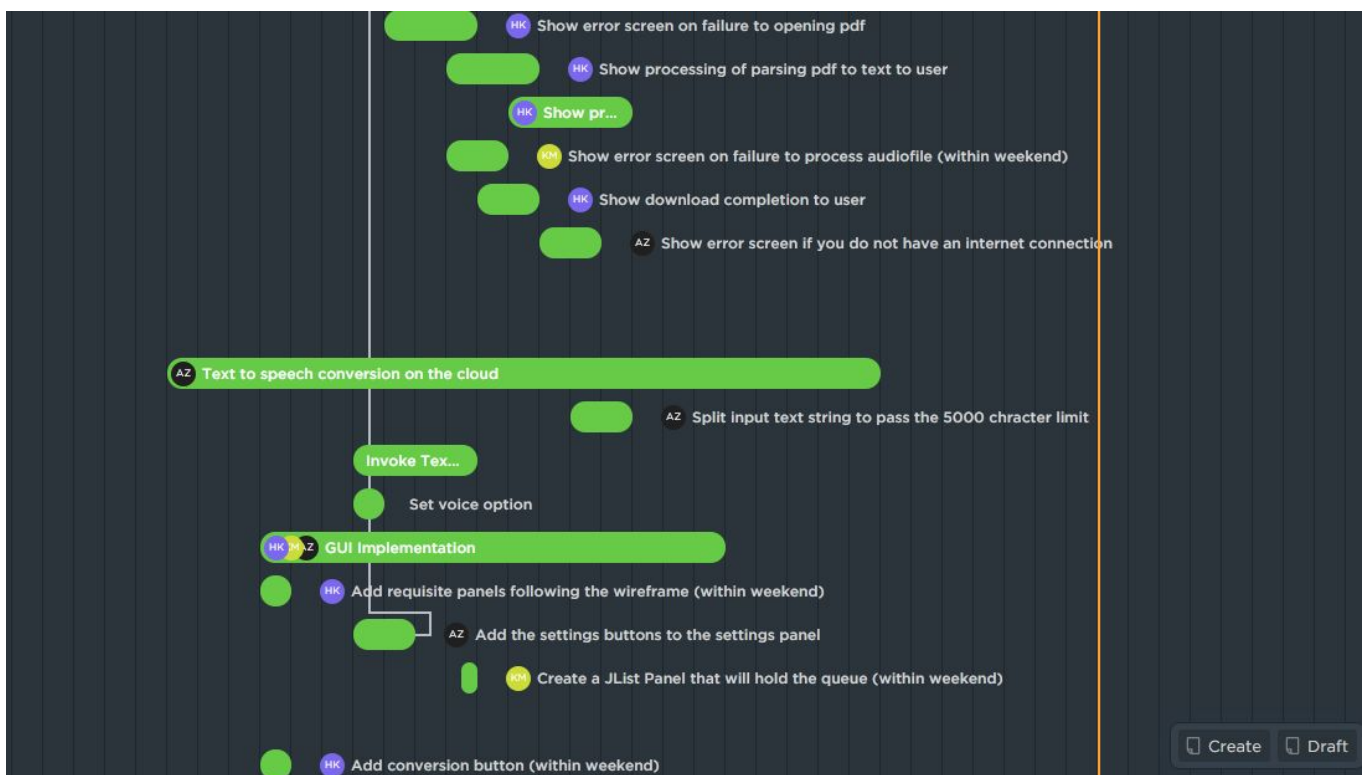 HK Show error screen on failure to opening pdf
HK Show processing of parsing pdf to text to user
HK Show pr...
KM Show error screen on failure to process audiofile (within weekend)
HK Show download completion to user
AZ Show error screen if you do not have an internet connection
AZ Text to speech conversion on the cloud
AZ Split input text string to pass the 5000 chracter limit
Invoke Tex...
Set voice option
HK KM AZ GUI Implementation
HK Add requisite panels following the wireframe (within weekend)
AZ Add the settings buttons to the settings panel
KM Create a JList Panel that will hold the queue (within weekend)
Create Draft
HK Add conversion button (within weekend)